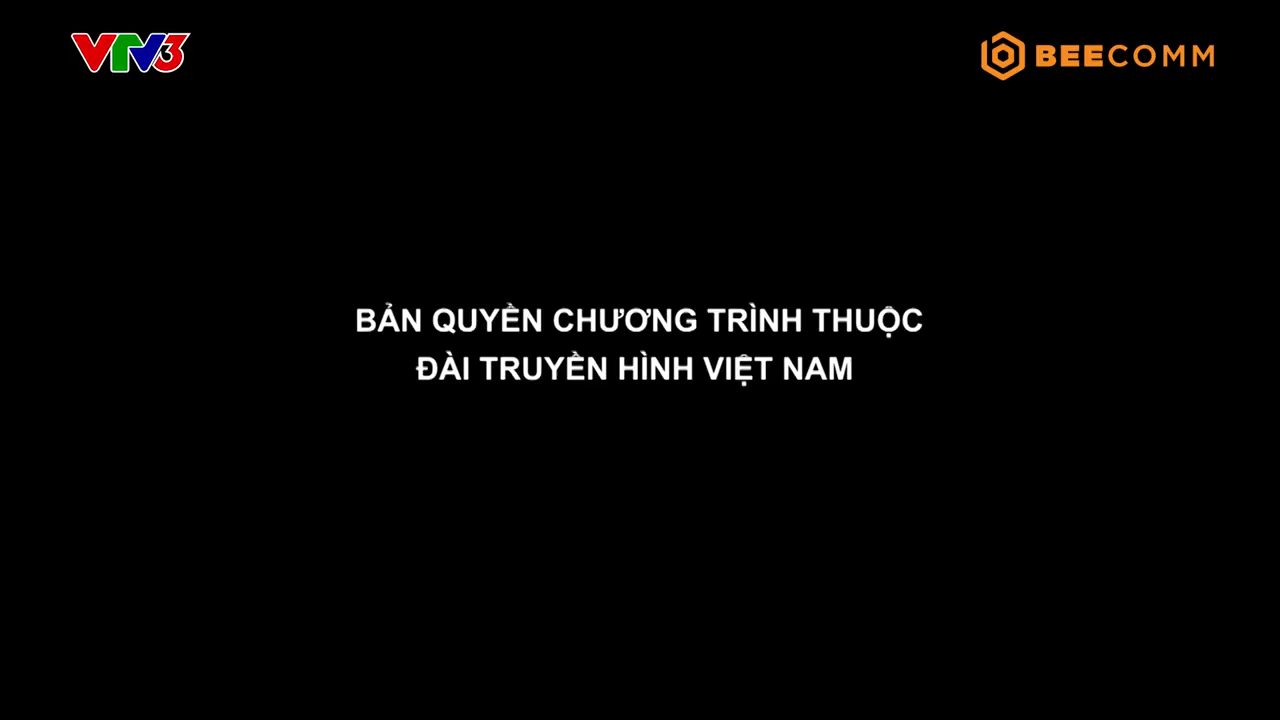 VTV3
BEECOMM
BẢN QUYỀN CHƯƠNG TRÌNH THUỘC
ĐÀI TRUYỀN HÌNH VIỆT NAM